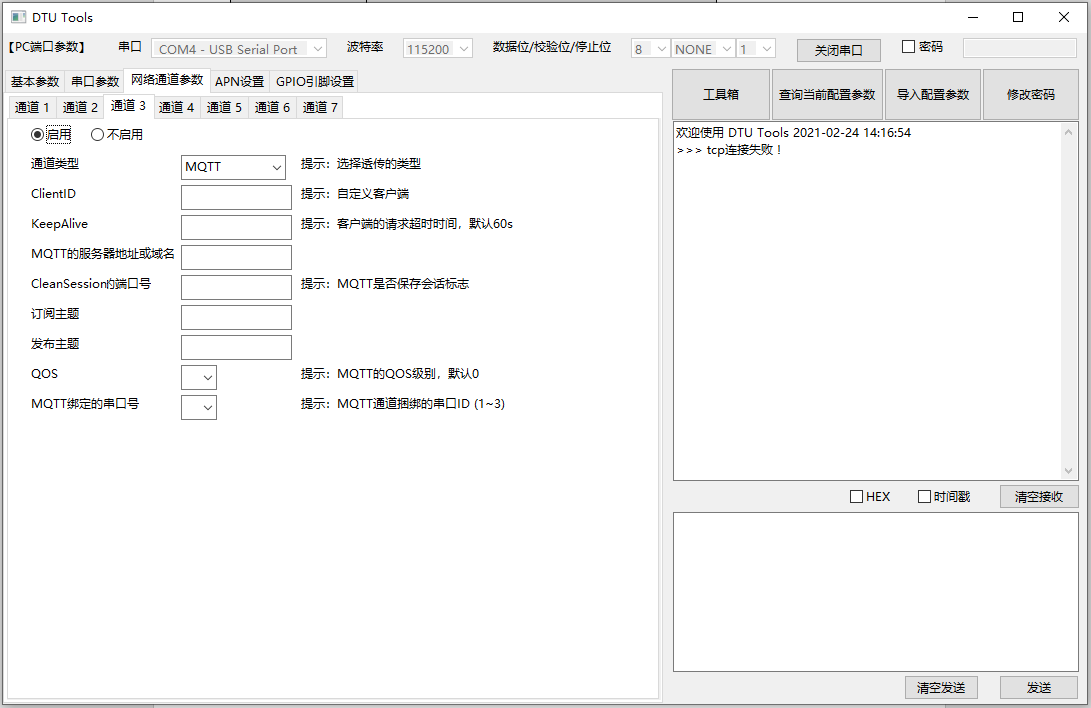 DTU Tools
【PC端口参数】 串口 COM4 - USB Serial Port 波特率 115200 数据位/校验位/停止位 8 NONE 1 关闭串口 密码
基本参数 串口参数 网络通道参数 APN设置 GPIO引脚设置
通道 1 通道 2 通道 3 通道 4 通道 5 通道 6 通道 7
启用 不启用
通道类型 MQTT 提示：选择透传的类型
ClientID 提示：自定义客户端
KeepAlive 提示：客户端的请求超时时间，默认60s
MQTT的服务器地址或域名
CleanSession的端口号 提示：MQTT是否保存会话标志
订阅主题
发布主题
QOS 提示：MQTT的QOS级别，默认0
MQTT绑定的串口号 提示：MQTT通道捆绑的串口ID (1~3)
工具箱 查询当前配置参数 导入配置参数 修改密码
欢迎使用 DTU Tools 2021-02-24 14:16:54
>>> tcp连接失败！
HEX 时间戳 清空接收
清空发送 发送